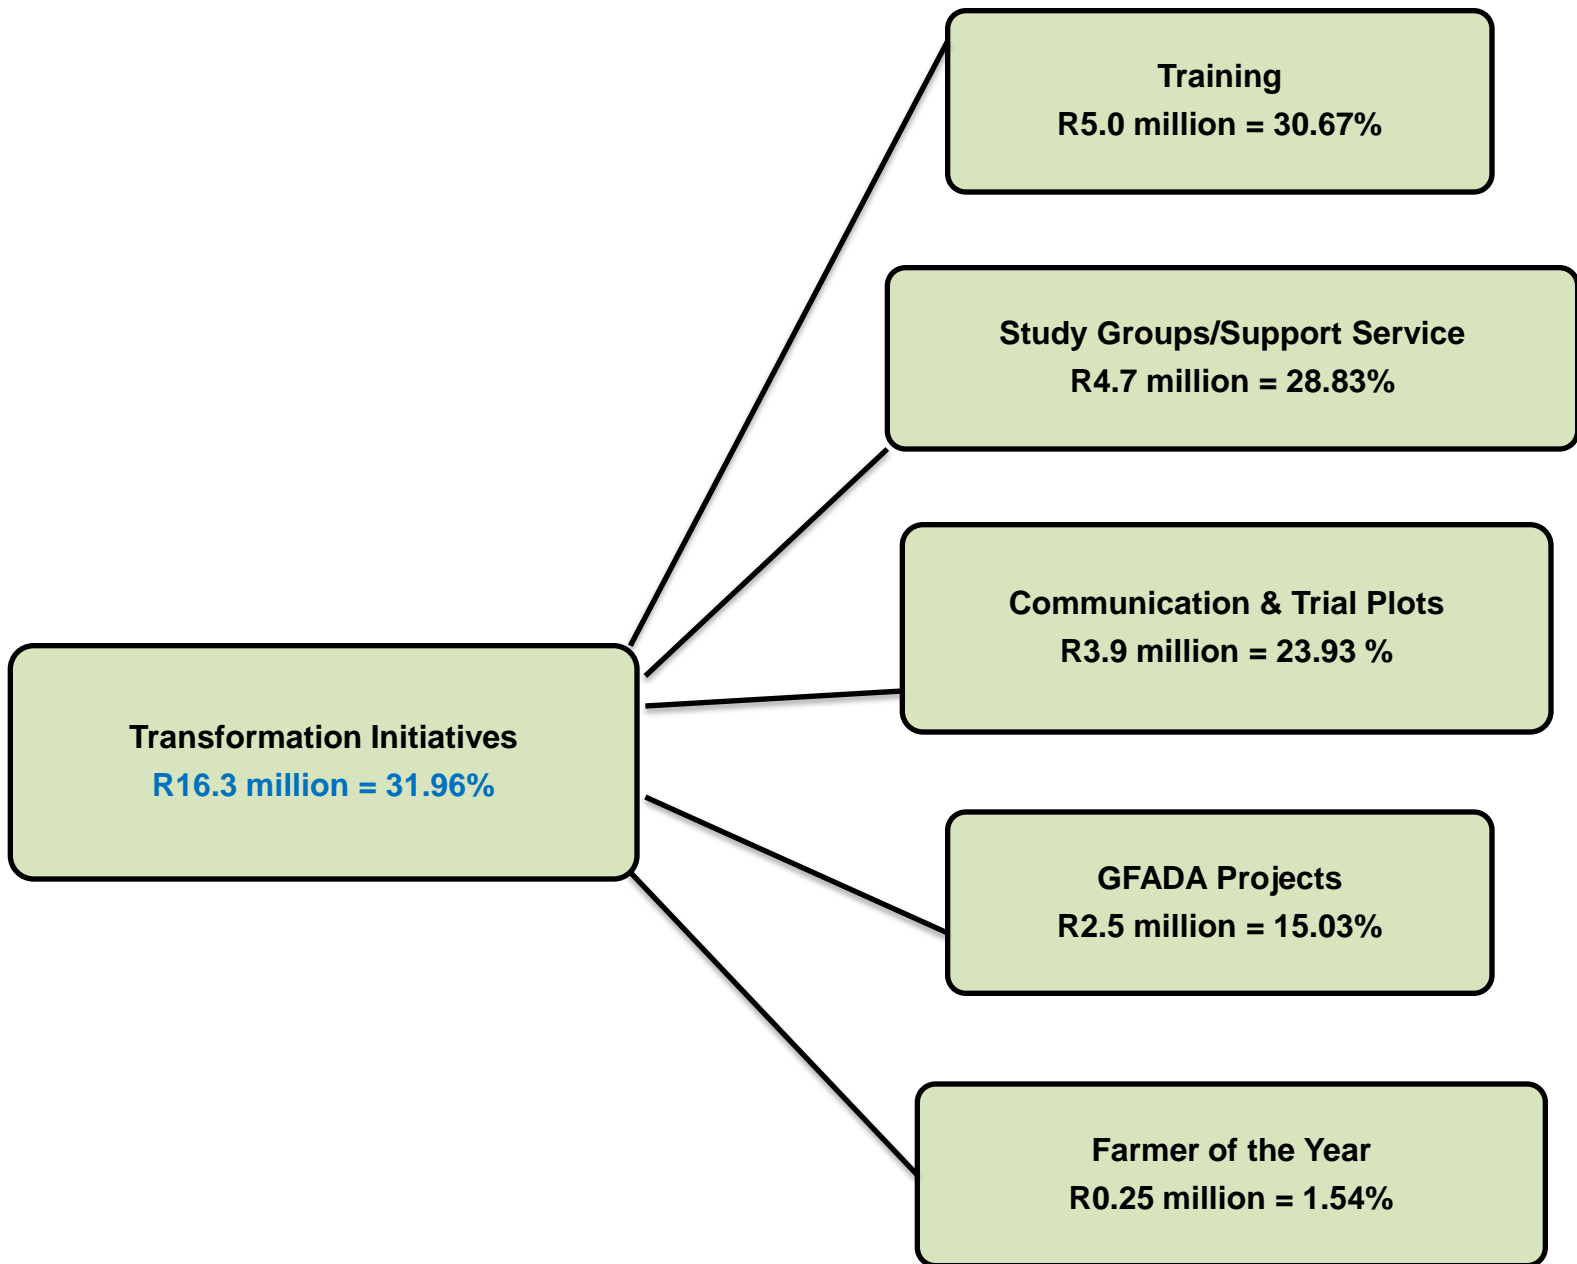 Training
R5.0 million = 30.67%
Study Groups/Support Service
R4.7 million = 28.83%
Communication & Trial Plots
R3.9 million = 23.93 %
Transformation Initiatives
R16.3 million = 31.96%
GFADA Projects
R2.5 million = 15.03%
Farmer of the Year
R0.25 million = 1.54%